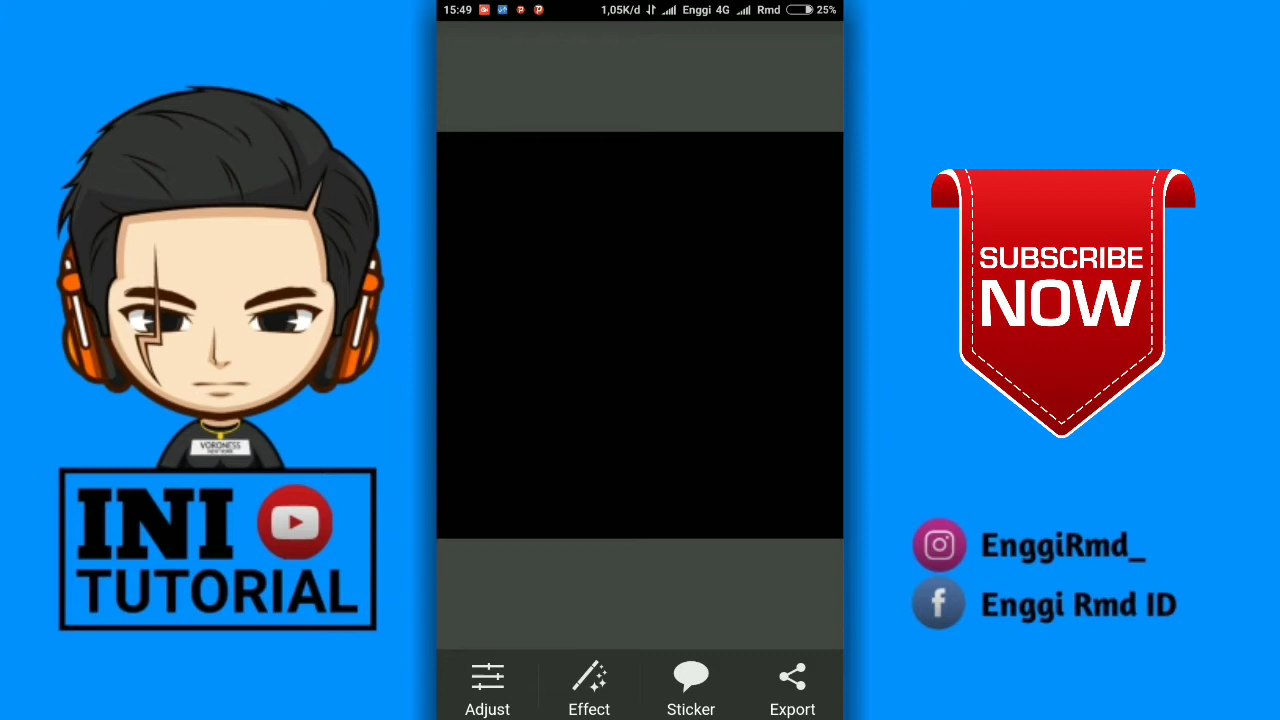 15:49 1,05K/d Enggi 4G Rmd 25%
VORONESS
INI
TUTORIAL
SUBSCRIBE
NOW
EnggiRmd_
Enggi Rmd ID
Adjust Effect Sticker Export